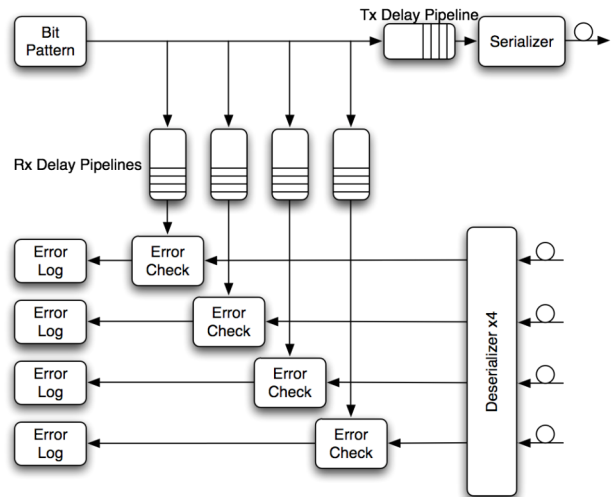 Bit
Pattern
Tx Delay Pipeline
Serializer
Rx Delay Pipelines
Error
Log
Error
Check
Error
Log
Error
Check
Error
Log
Error
Check
Error
Log
Error
Check
Deserializer x4